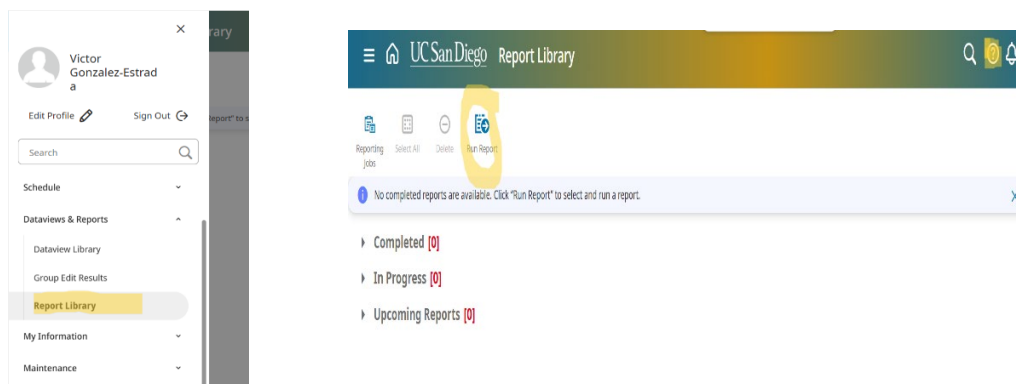 rary
Victor
Gonzalez-Estrad
a
Edit Profile
Sign Out
Report" to s
Search
Schedule
Dataviews & Reports
Dataview Library
Group Edit Results
Report Library
My Information
Maintenance
UC San Diego Report Library
Reporting Jobs
Select All
Delete
Run Report
No completed reports are available. Click "Run Report" to select and run a report.
Completed [0]
In Progress [0]
Upcoming Reports [0]